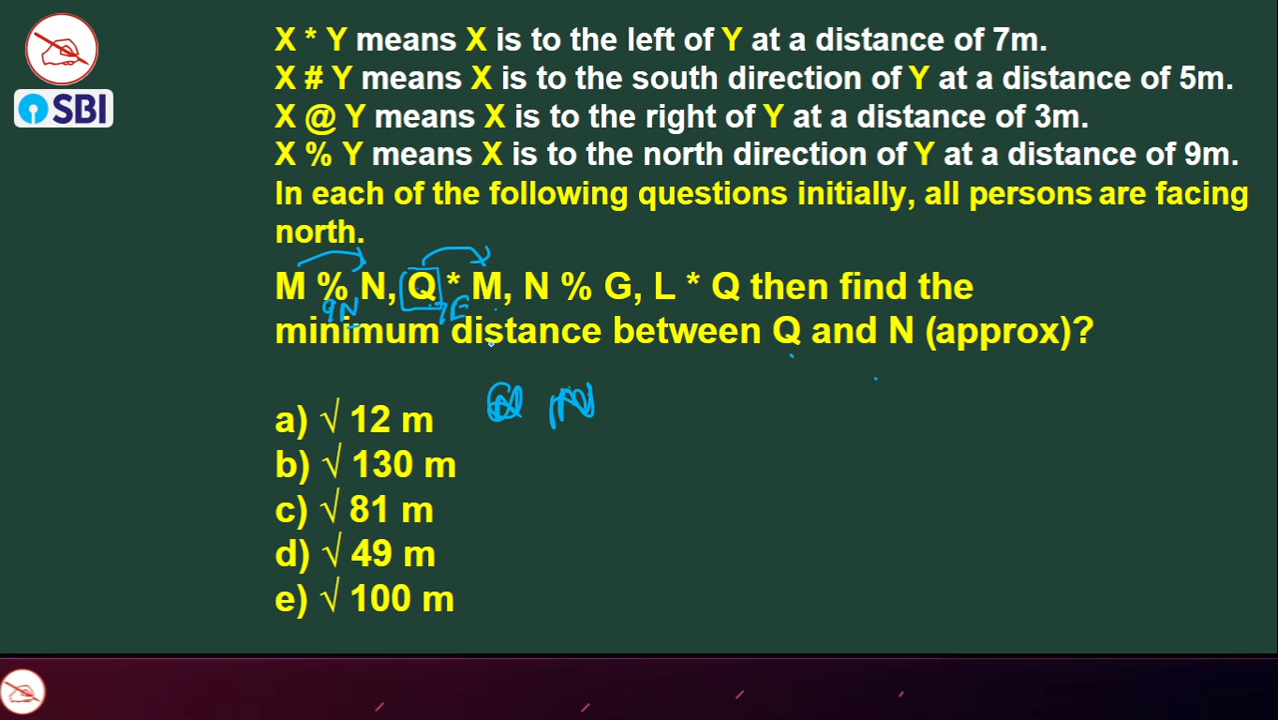 X * Y means X is to the left of Y at a distance of 7m.
SBI
X # Y means X is to the south direction of Y at a distance of 5m.
X @ Y means X is to the right of Y at a distance of 3m.
X % Y means X is to the north direction of Y at a distance of 9m.
In each of the following questions initially, all persons are facing
north.
M % N, Q * M, N % G, L * Q then find the
9N 7E
minimum distance between Q and N (approx)?
a) √ 12 m
b) √ 130 m
c) √ 81 m
d) √ 49 m
e) √ 100 m